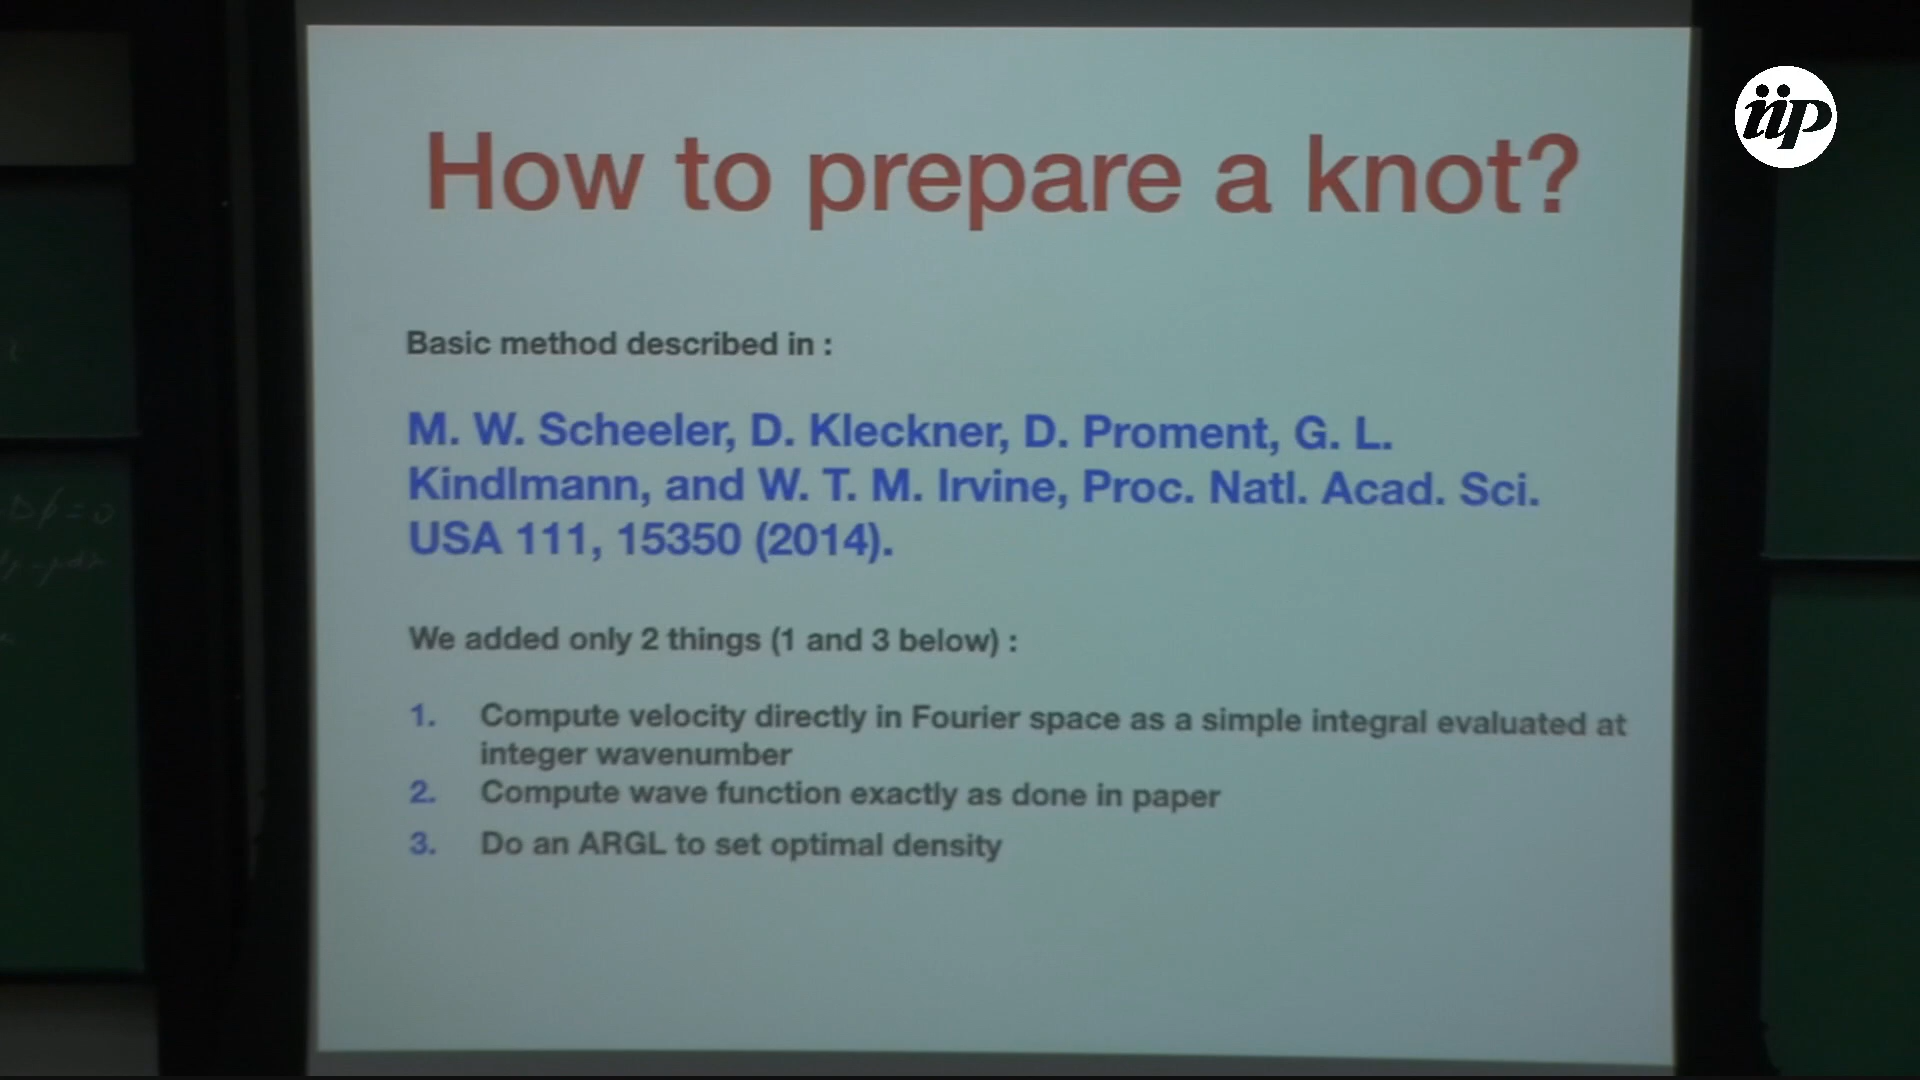 iip
How to prepare a knot?
Basic method described in :
M. W. Scheeler, D. Kleckner, D. Proment, G. L.
Kindlmann, and W. T. M. Irvine, Proc. Natl. Acad. Sci.
USA 111, 15350 (2014).
We added only 2 things (1 and 3 below) :
1. Compute velocity directly in Fourier space as a simple integral evaluated at
integer wavenumber
2. Compute wave function exactly as done in paper
3. Do an ARGL to set optimal density